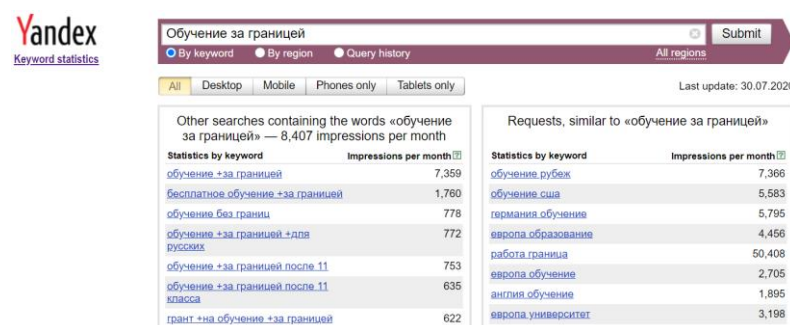 Yandex
Keyword statistics
Обучение за границей
Submit
By keyword By region Query history All regions
All Desktop Mobile Phones only Tablets only
Last update: 30.07.2020
Other searches containing the words «обучение
за границей» — 8,407 impressions per month
Statistics by keyword Impressions per month
обучение +за границей 7,359
бесплатное обучение +за границей 1,760
обучение без границ 778
обучение +за границей +для
русских 772
обучение +за границей после 11 753
обучение +за границей после 11
класса 635
грант +на обучение +за границей 622
Requests, similar to «обучение за границей»
Statistics by keyword Impressions per month
обучение рубеж 7,366
обучение сша 5,583
германия обучение 5,795
европа образование 4,456
работа граница 50,408
европа обучение 2,705
англия обучение 1,895
европа университет 3,198